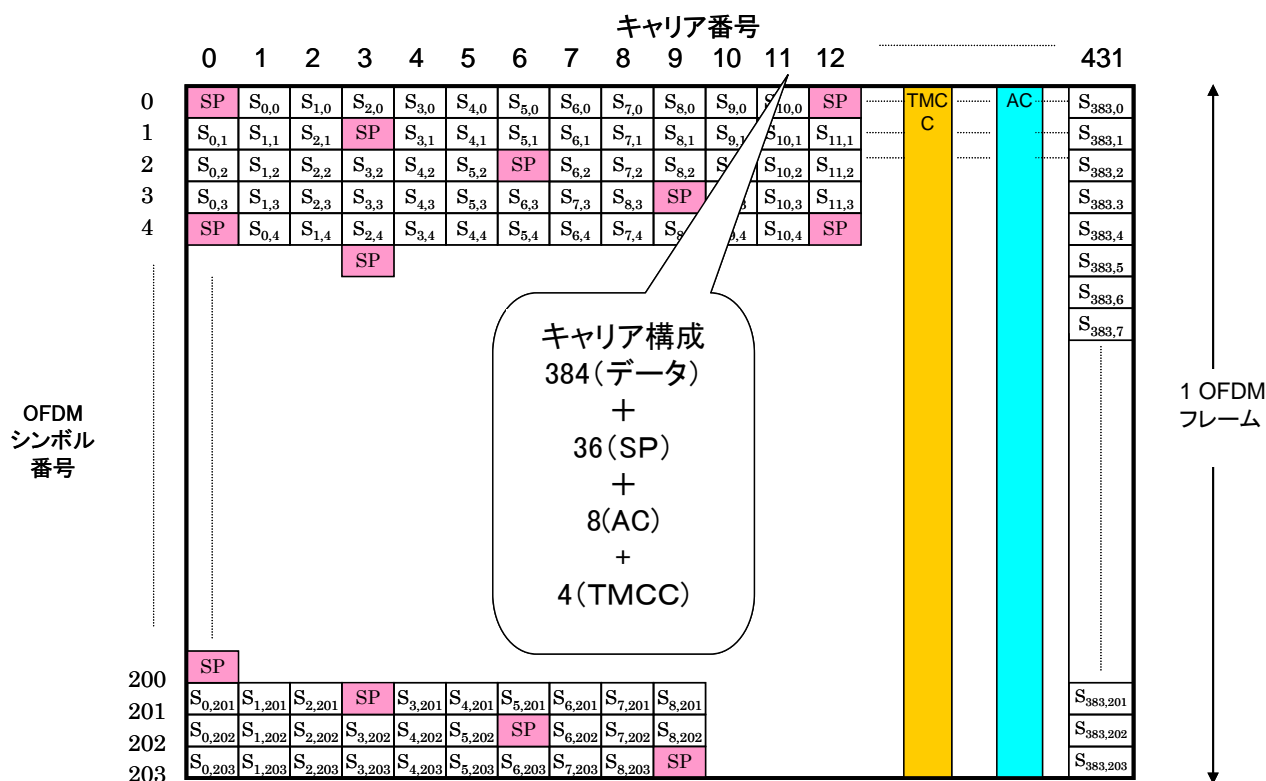 キャリア番号
0 1 2 3 4 5 6 7 8 9 10 11 12 431
0 SP S0,0 S1,0 S2,0 S3,0 S4,0 S5,0 S6,0 S7,0 S8,0 S9,0 S10,0 SP TMCC AC S383,0
1 S0,1 S1,1 S2,1 SP S3,1 S4,1 S5,1 S6,1 S7,1 S8,1 S9,1 S10,1 S11,1 S383,1
2 S0,2 S1,2 S2,2 S3,2 S4,2 S5,2 SP S6,2 S7,2 S8,2 S10,2 S11,2 S383,2
3 S0,3 S1,3 S2,3 S3,3 S4,3 S5,3 S6,3 S7,3 S8,3 SP S10,3 S11,3 S383,3
4 SP S0,4 S1,4 S2,4 S3,4 S4,4 S5,4 S6,4 S7,4 9,4 S10,4 SP S383,4
SP S383,5
S383,6
S383,7
キャリア構成
384(データ)
+
36(SP)
+
8(AC)
+
4(TMCC)
OFDM
シンボル
番号
1 OFDM
フレーム
SP
200
S0,201 S1,201 S2,201 SP S3,201 S4,201 S5,201 S6,201 S7,201 S8,201 S383,201
201
S0,202 S1,202 S2,202 S3,202 S4,202 S5,202 SP S6,202 S7,202 S8,202 S383,202
202
S0,203 S1,203 S2,203 S3,203 S4,203 S5,203 S6,203 S7,203 S8,203 SP S383,203
203